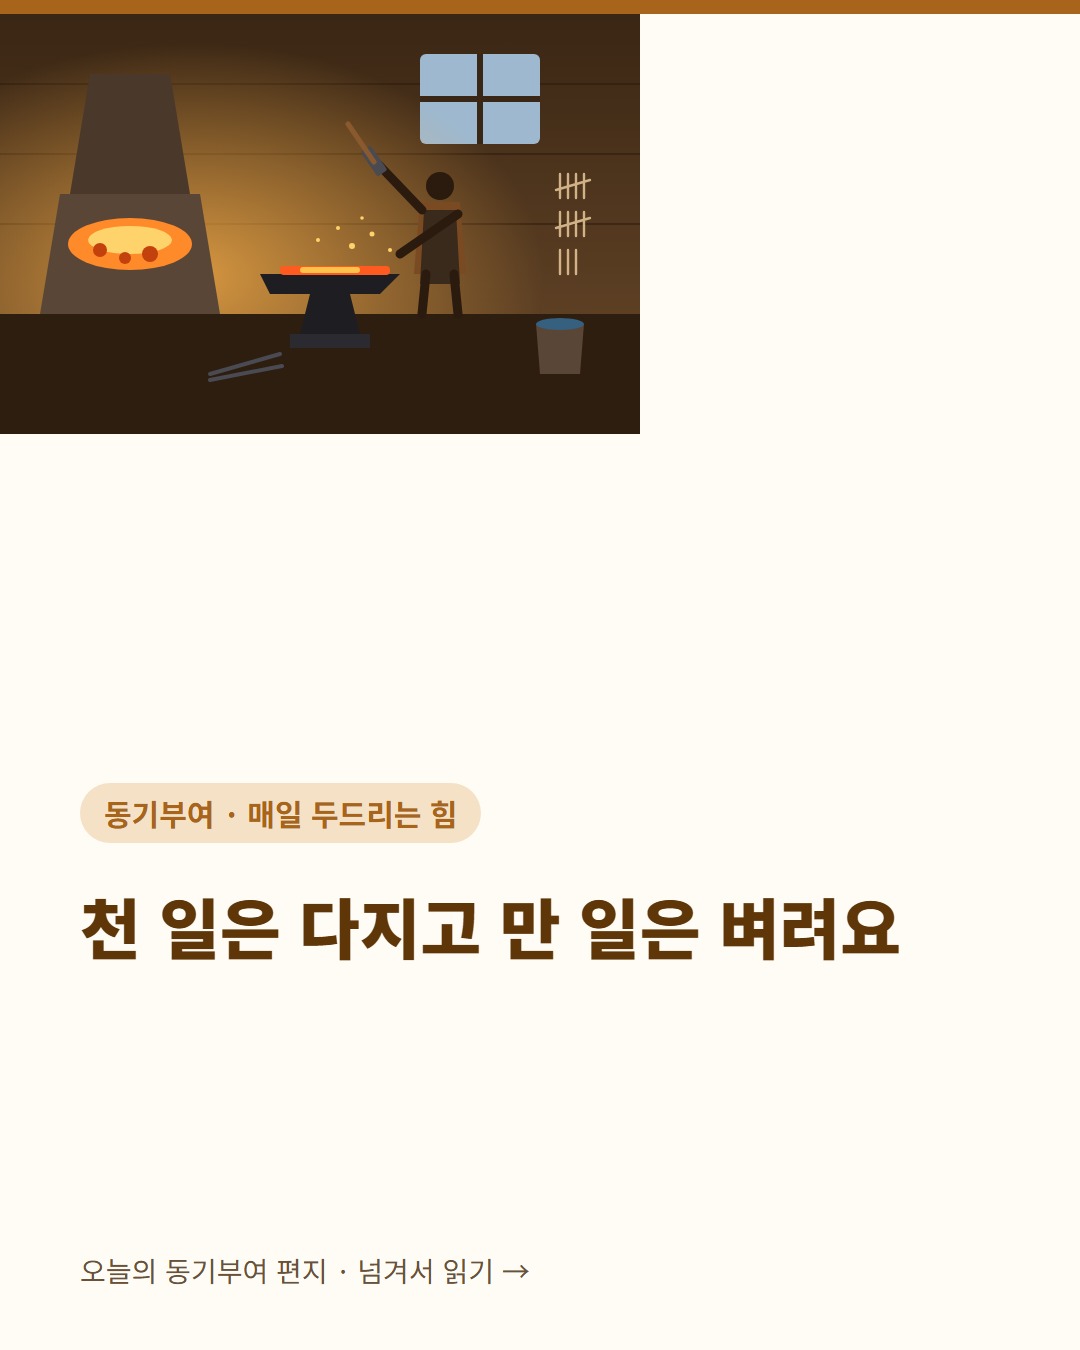 동기부여 · 매일 두드리는 힘
천 일은 다지고 만 일은 벼려요
오늘의 동기부여 편지 · 넘겨서 읽기 →